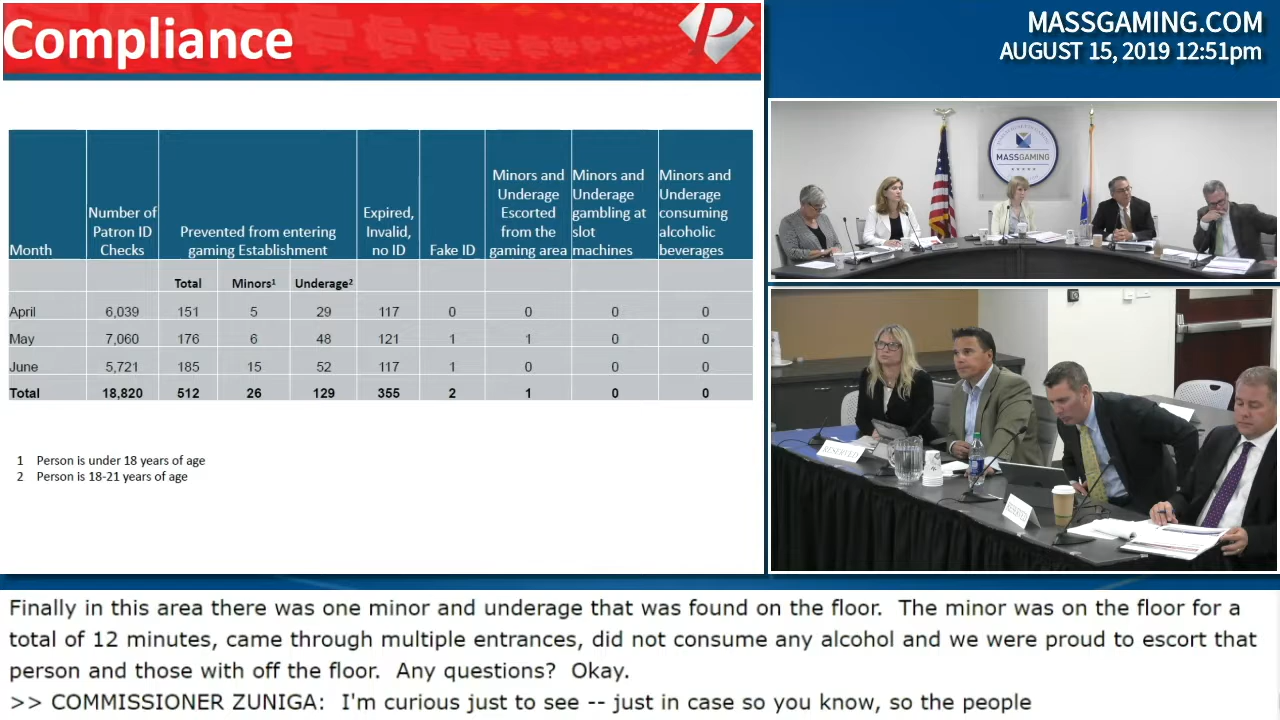 Compliance
MASSGAMING.COM
AUGUST 15, 2019 12:51pm
Month
Number of
Patron ID
Checks
Prevented from entering
gaming Establishment
Expired,
Invalid,
no ID
Fake ID
Minors and
Underage
Escorted
from the
gaming area
Minors and
Underage
gambling at
slot
machines
Minors and
Underage
consuming
alcoholic
beverages
Total Minors¹ Underage²
April 6,039 151 5 29 117 0 0 0 0
May 7,060 176 6 48 121 1 1 0 0
June 5,721 185 15 52 117 1 0 0 0
Total 18,820 512 26 129 355 2 1 0 0
1 Person is under 18 years of age
2 Person is 18-21 years of age
MASSGAMING
RESERVED
RESERVED
Finally in this area there was one minor and underage that was found on the floor. The minor was on the floor for a
total of 12 minutes, came through multiple entrances, did not consume any alcohol and we were proud to escort that
person and those with off the floor. Any questions? Okay.
>> COMMISSIONER ZUNIGA: I'm curious just to see -- just in case so you know, so the people